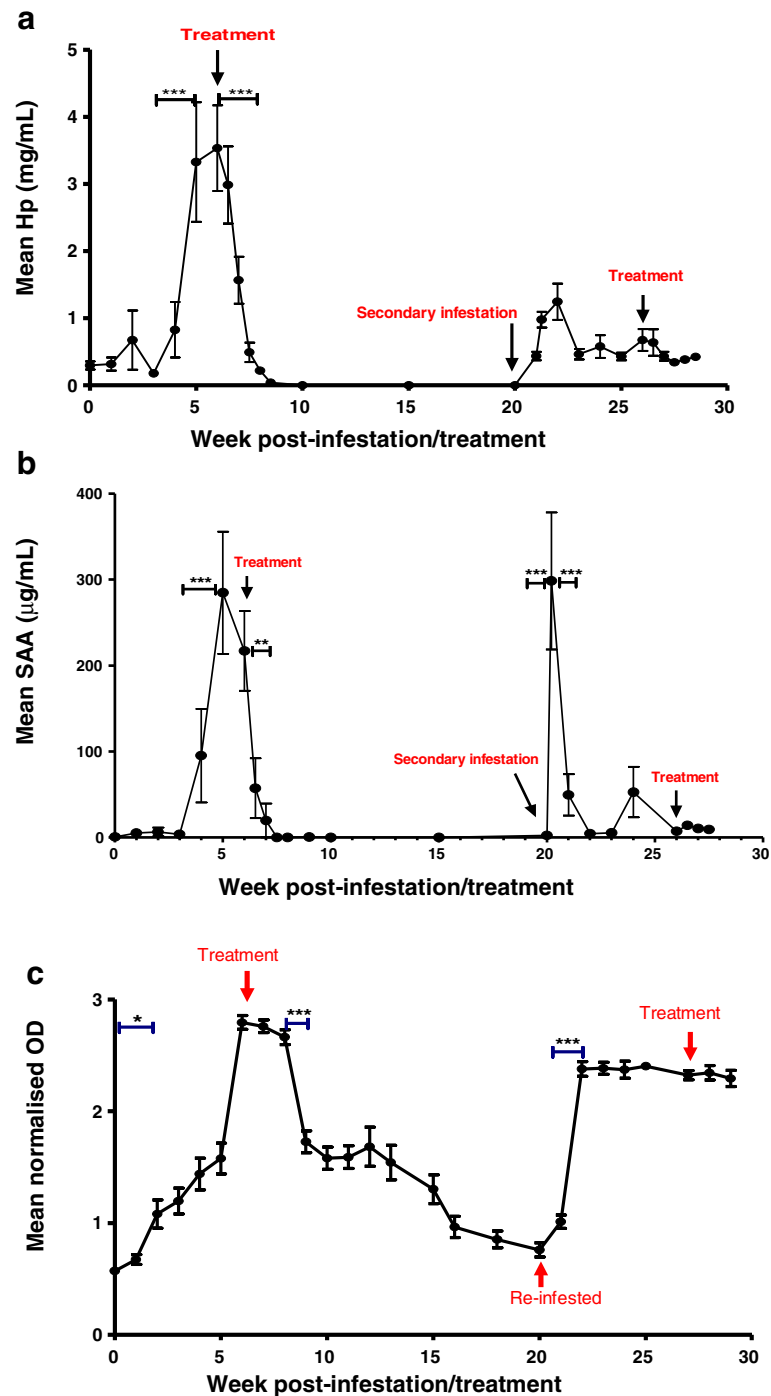 a
Treatment
5
4
3
2
1
0
Mean Hp (mg/mL)
*** ***
Secondary infestation
Treatment
0 5 10 15 20 25 30
Week post-infestation/treatment
b
400
300
200
100
0
Mean SAA (µg/mL)
***
Treatment
**
*** ***
Secondary infestation
Treatment
0 5 10 15 20 25 30
Week post-infestation/treatment
c
Treatment
3
2
1
0
Mean normalised OD
*
***
***
Treatment
Re-infested
0 5 10 15 20 25 30
Week post-infestation/treatment